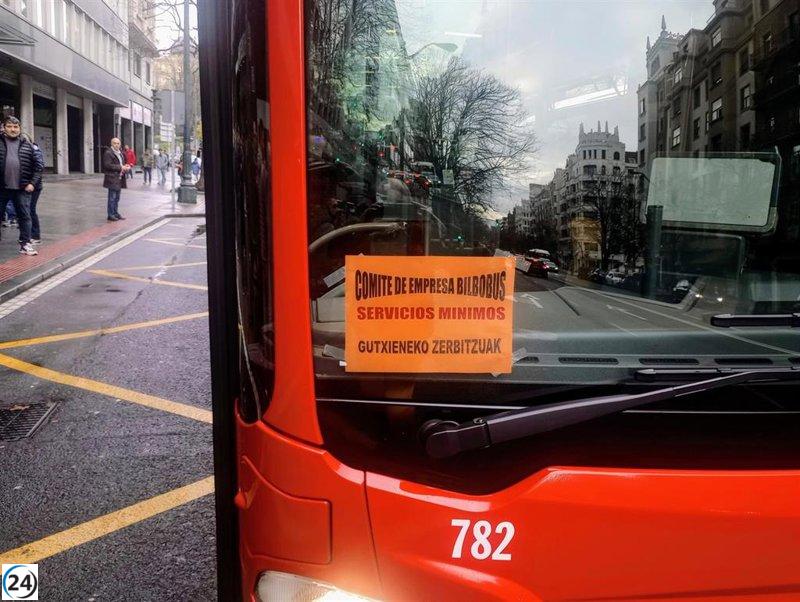 COMITE DE EMPRESA BILBOBUS
SERVICIOS MINIMOS
GUTXIENEKO ZERBITZUAK
782
24